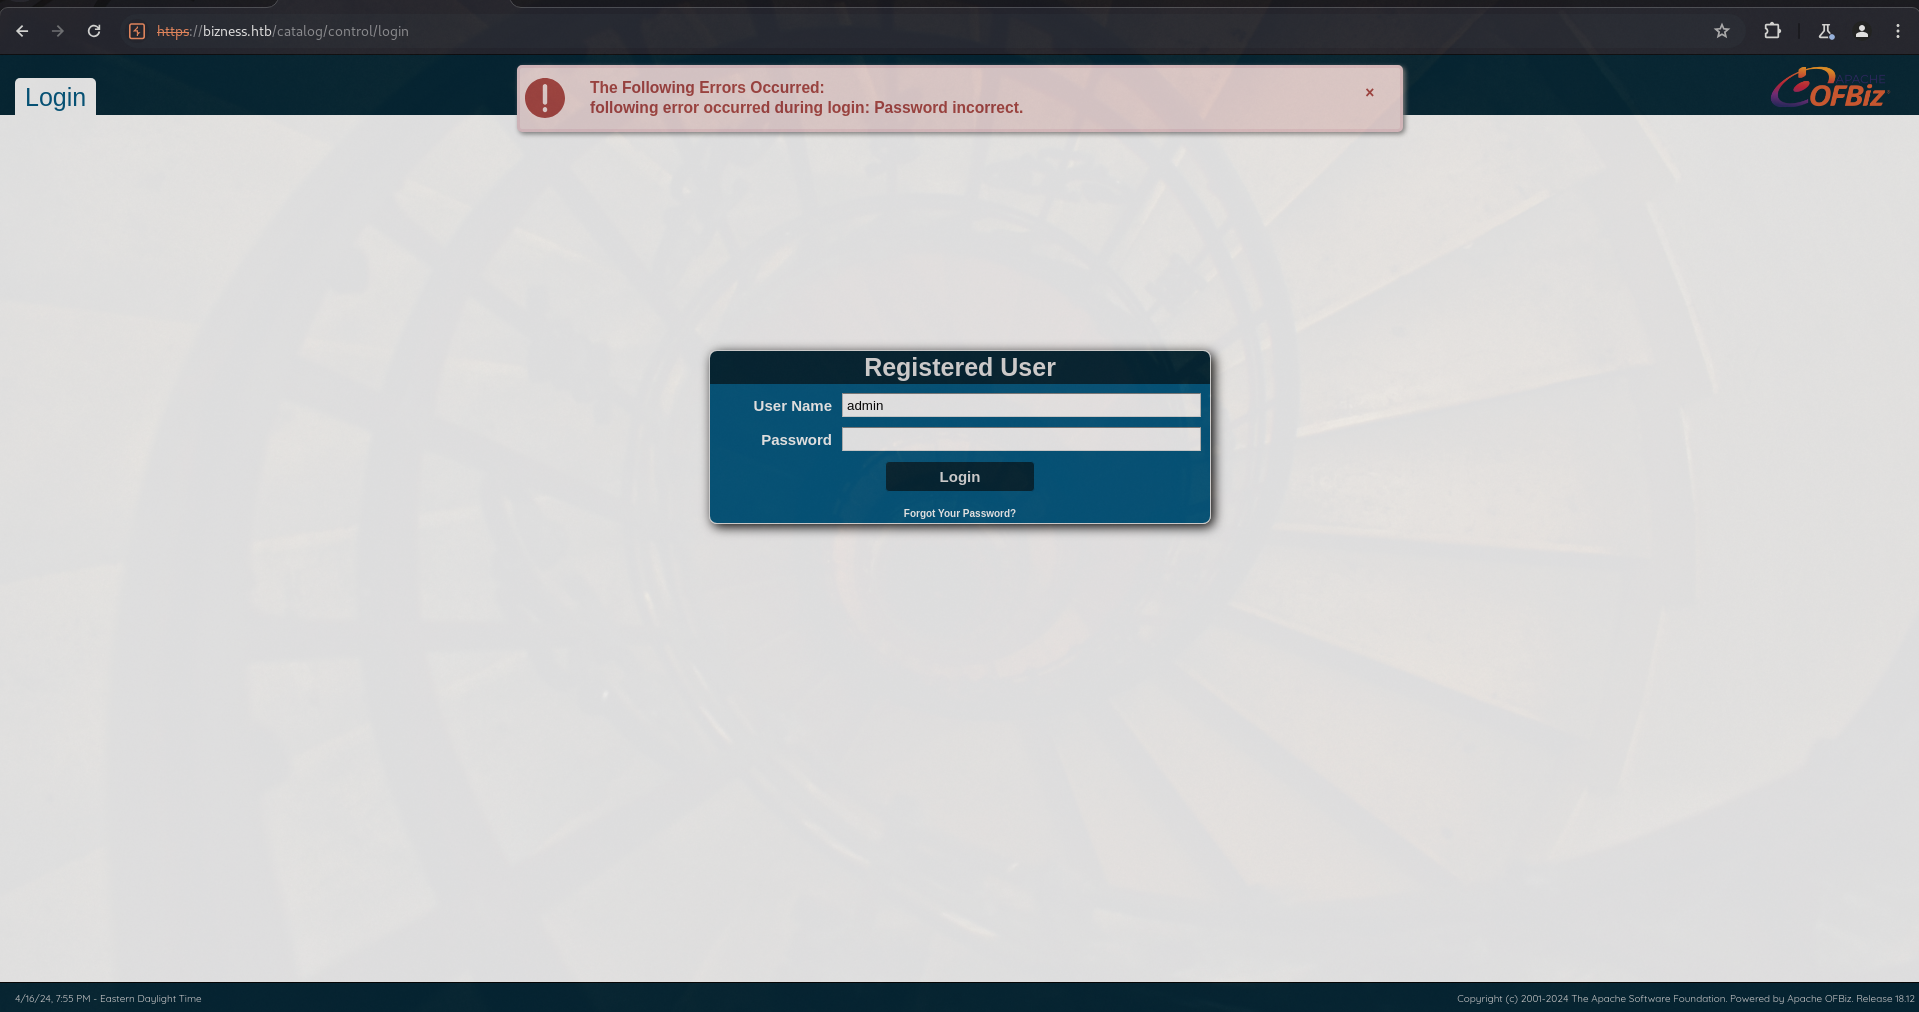 https://bizness.htb/catalog/control/login
Login
The Following Errors Occurred:
following error occurred during login: Password incorrect.
×
APACHE
OFBiz
Registered User
User Name admin
Password
Login
Forgot Your Password?
4/16/24, 7:55 PM - Eastern Daylight Time
Copyright (c) 2001-2024 The Apache Software Foundation. Powered by Apache OFBiz. Release 18.12